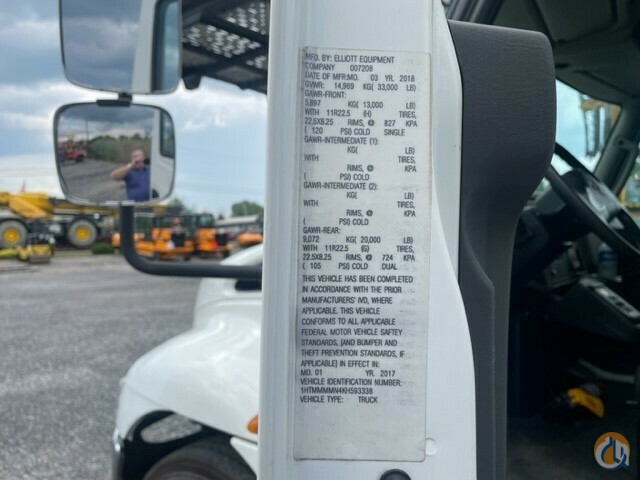 MFD. BY: ELLIOTT EQUIPMENT
COMPANY 007208
DATE OF MFR:MO. 03 YR. 2018
GVWR: 14,969 KG( 33,000 LB)
GAWR-FRONT:
5,897 KG( 13,000 LB)
WITH 11R22.5 (H) TIRES,
22.5X8.25 RIMS, @ 827 KPA
( 120 PSI) COLD SINGLE
GAWR-INTERMEDIATE (1):
KG( LB)
WITH TIRES,
RIMS, @ KPA
( PSI) COLD
GAWR-INTERMEDIATE (2):
KG( LB)
WITH TIRES,
RIMS, @ KPA
( PSI) COLD
GAWR-REAR:
9,072 KG( 20,000 LB)
WITH 11R22.5 (G) TIRES,
22.5X8.25 RIMS, @ 724 KPA
( 105 PSI) COLD DUAL
THIS VEHICLE HAS BEEN COMPLETED
IN ACCORDANCE WITH THE PRIOR
MANUFACTURERS' IVD, WHERE
APPLICABLE. THIS VEHICLE
CONFORMS TO ALL APPLICABLE
FEDERAL MOTOR VEHICLE SAFTEY
STANDARDS, [AND BUMPER AND
THEFT PREVENTION STANDARDS, IF
APPLICABLE] IN EFFECT IN:
MO. 01 YR. 2017
VEHICLE IDENTIFICATION NUMBER:
1HTMMMMN4KH593338
VEHICLE TYPE: TRUCK